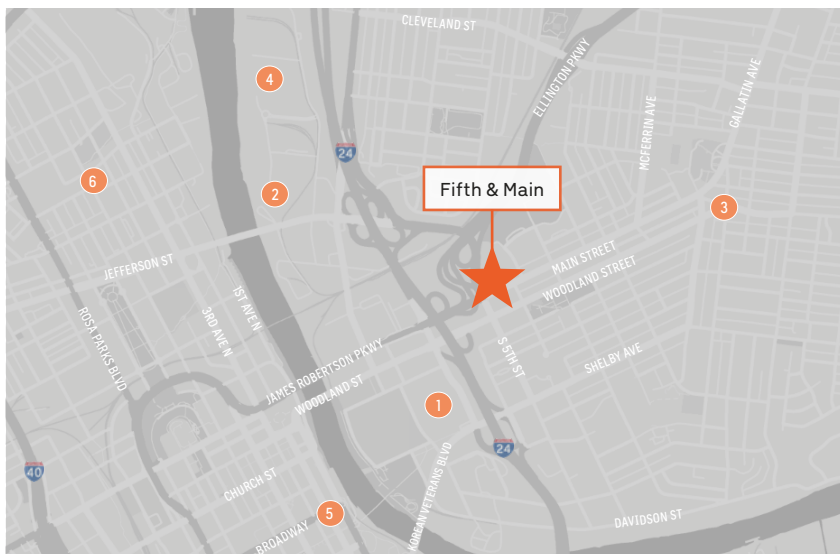 CLEVELAND ST
ELLINGTON PKWY
GALLATIN AVE
4
MCFERRIN AVE
24
6
Fifth & Main
2
3
JEFFERSON ST
MAIN STREET
WOODLAND STREET
1ST AVE N
3RD AVE N
ROSA PARKS BLVD
JAMES ROBERTSON PKWY
WOODLAND ST
S 5TH ST
SHELBY AVE
1
24
40
KOREAN VETERANS BLVD
CHURCH ST
5
BROADWAY
DAVIDSON ST